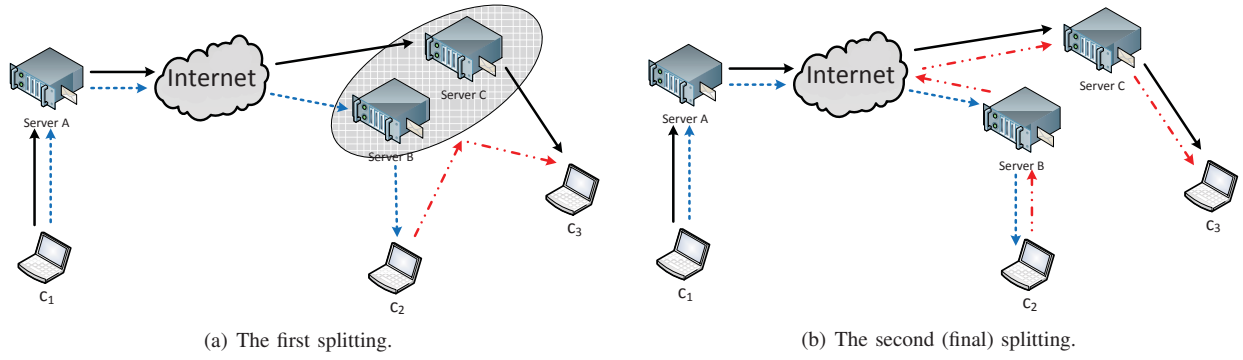 Internet
Server A
Server B
Server C
C1
C2
C3
(a) The first splitting.
Internet
Server A
Server B
Server C
C1
C2
C3
(b) The second (final) splitting.